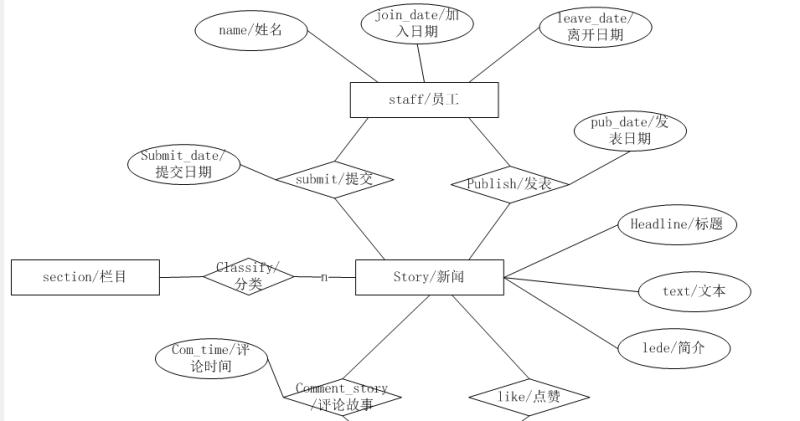 name/姓名
join_date/加
入日期
leave_date/
离开日期
staff/员工
pub_date/发
表日期
Submit_date/
提交日期
submit/提交
Publish/发表
Headline/标题
section/栏目
Classify/
分类
n
Story/新闻
text/文本
lede/简介
Com_time/评
论时间
Comment_story
/评论故事
like/点赞